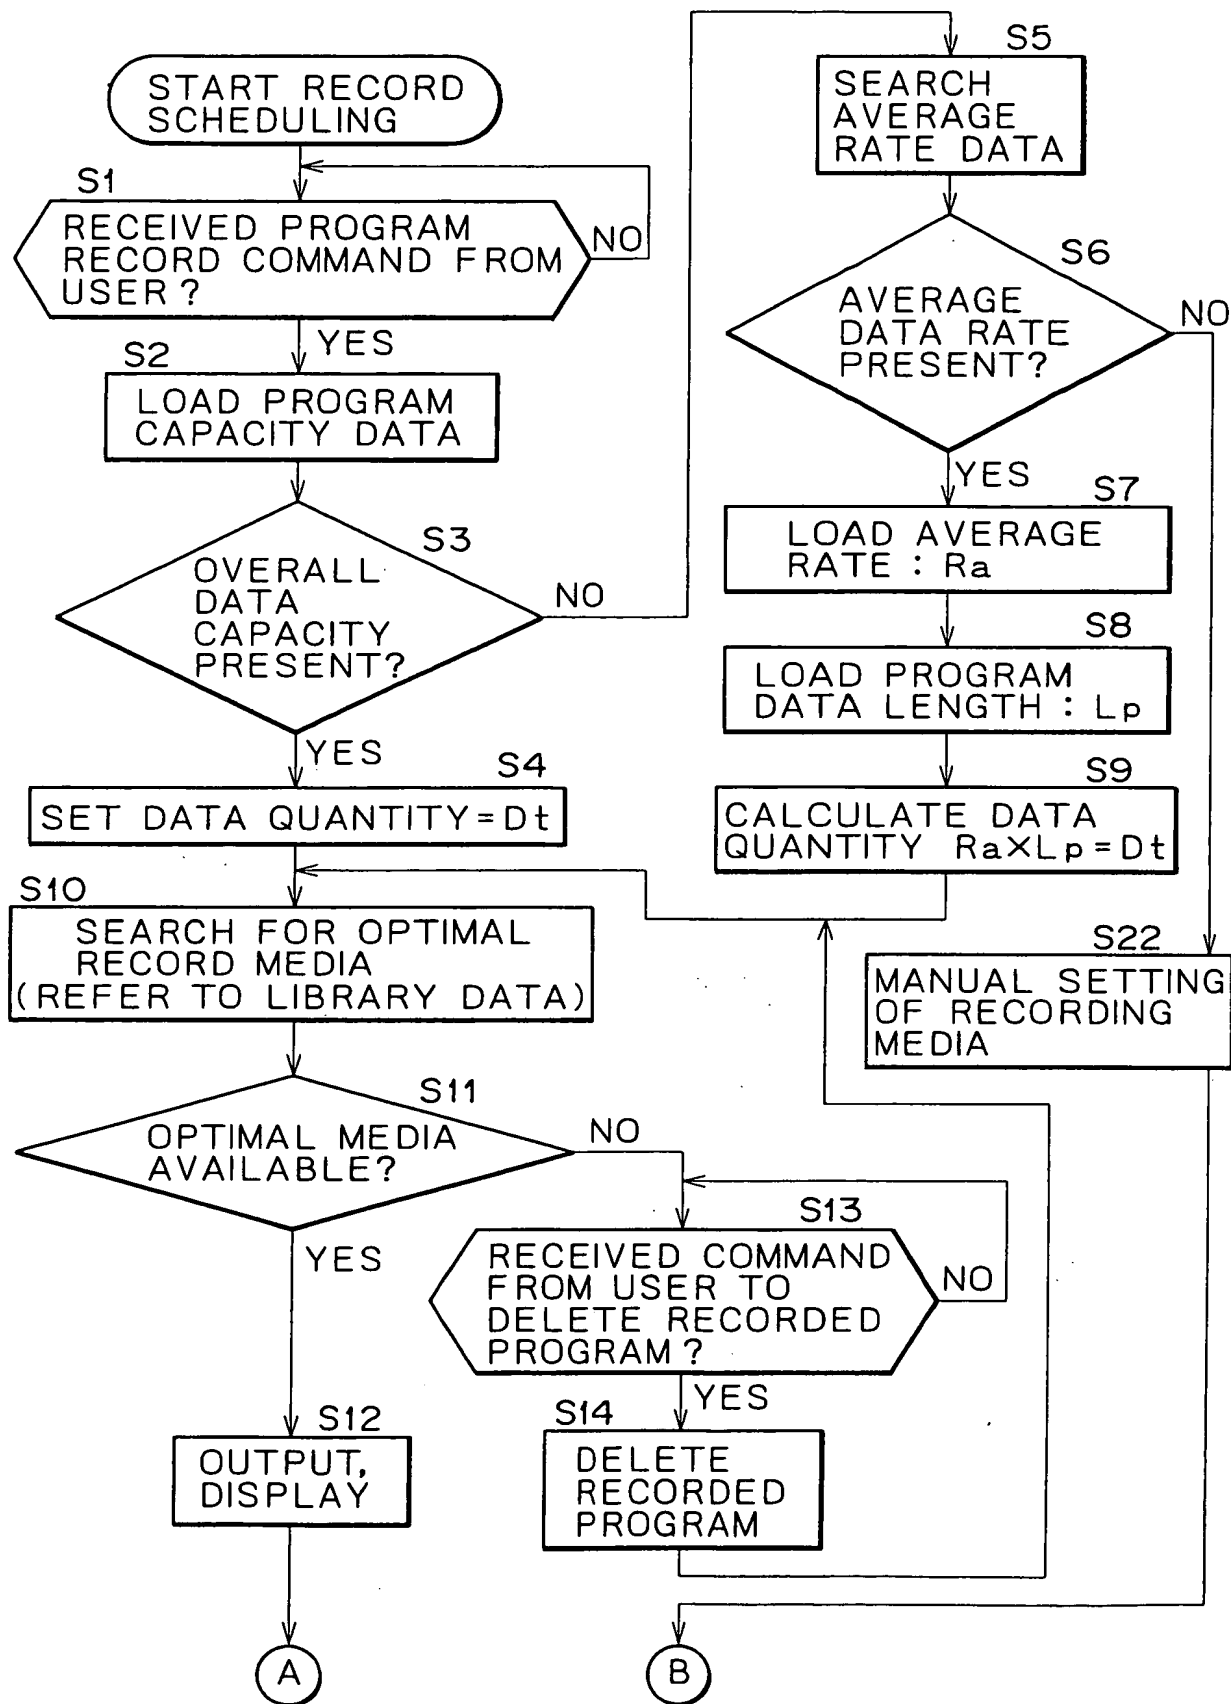 START RECORD
SCHEDULING
S1
RECEIVED PROGRAM
RECORD COMMAND FROM
USER?
NO
YES
S2
LOAD PROGRAM
CAPACITY DATA
S3
OVERALL
DATA
CAPACITY
PRESENT?
NO
YES
S4
SET DATA QUANTITY=Dt
S5
SEARCH
AVERAGE
RATE DATA
S6
AVERAGE
DATA RATE
PRESENT?
NO
YES
S7
LOAD AVERAGE
RATE : Ra
S8
LOAD PROGRAM
DATA LENGTH : Lp
S9
CALCULATE DATA
QUANTITY Ra×Lp=Dt
S10
SEARCH FOR OPTIMAL
RECORD MEDIA
(REFER TO LIBRARY DATA)
S22
MANUAL SETTING
OF RECORDING
MEDIA
S11
OPTIMAL MEDIA
AVAILABLE?
NO
YES
S13
RECEIVED COMMAND
FROM USER TO
DELETE RECORDED
PROGRAM?
NO
YES
S12
OUTPUT,
DISPLAY
S14
DELETE
RECORDED
PROGRAM
A
B